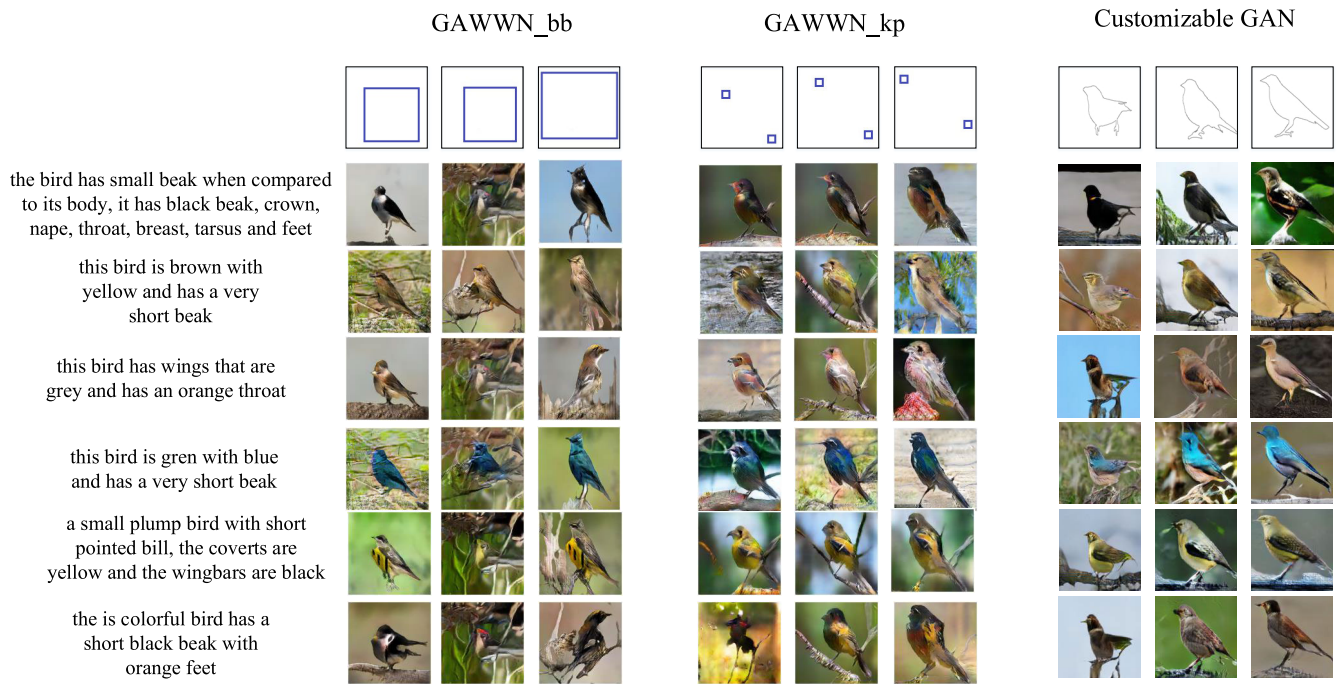 GAWWN_bb
GAWWN_kp
Customizable GAN
the bird has small beak when compared
to its body, it has black beak, crown,
nape, throat, breast, tarsus and feet
this bird is brown with
yellow and has a very
short beak
this bird has wings that are
grey and has an orange throat
this bird is gren with blue
and has a very short beak
a small plump bird with short
pointed bill, the coverts are
yellow and the wingbars are black
the is colorful bird has a
short black beak with
orange feet